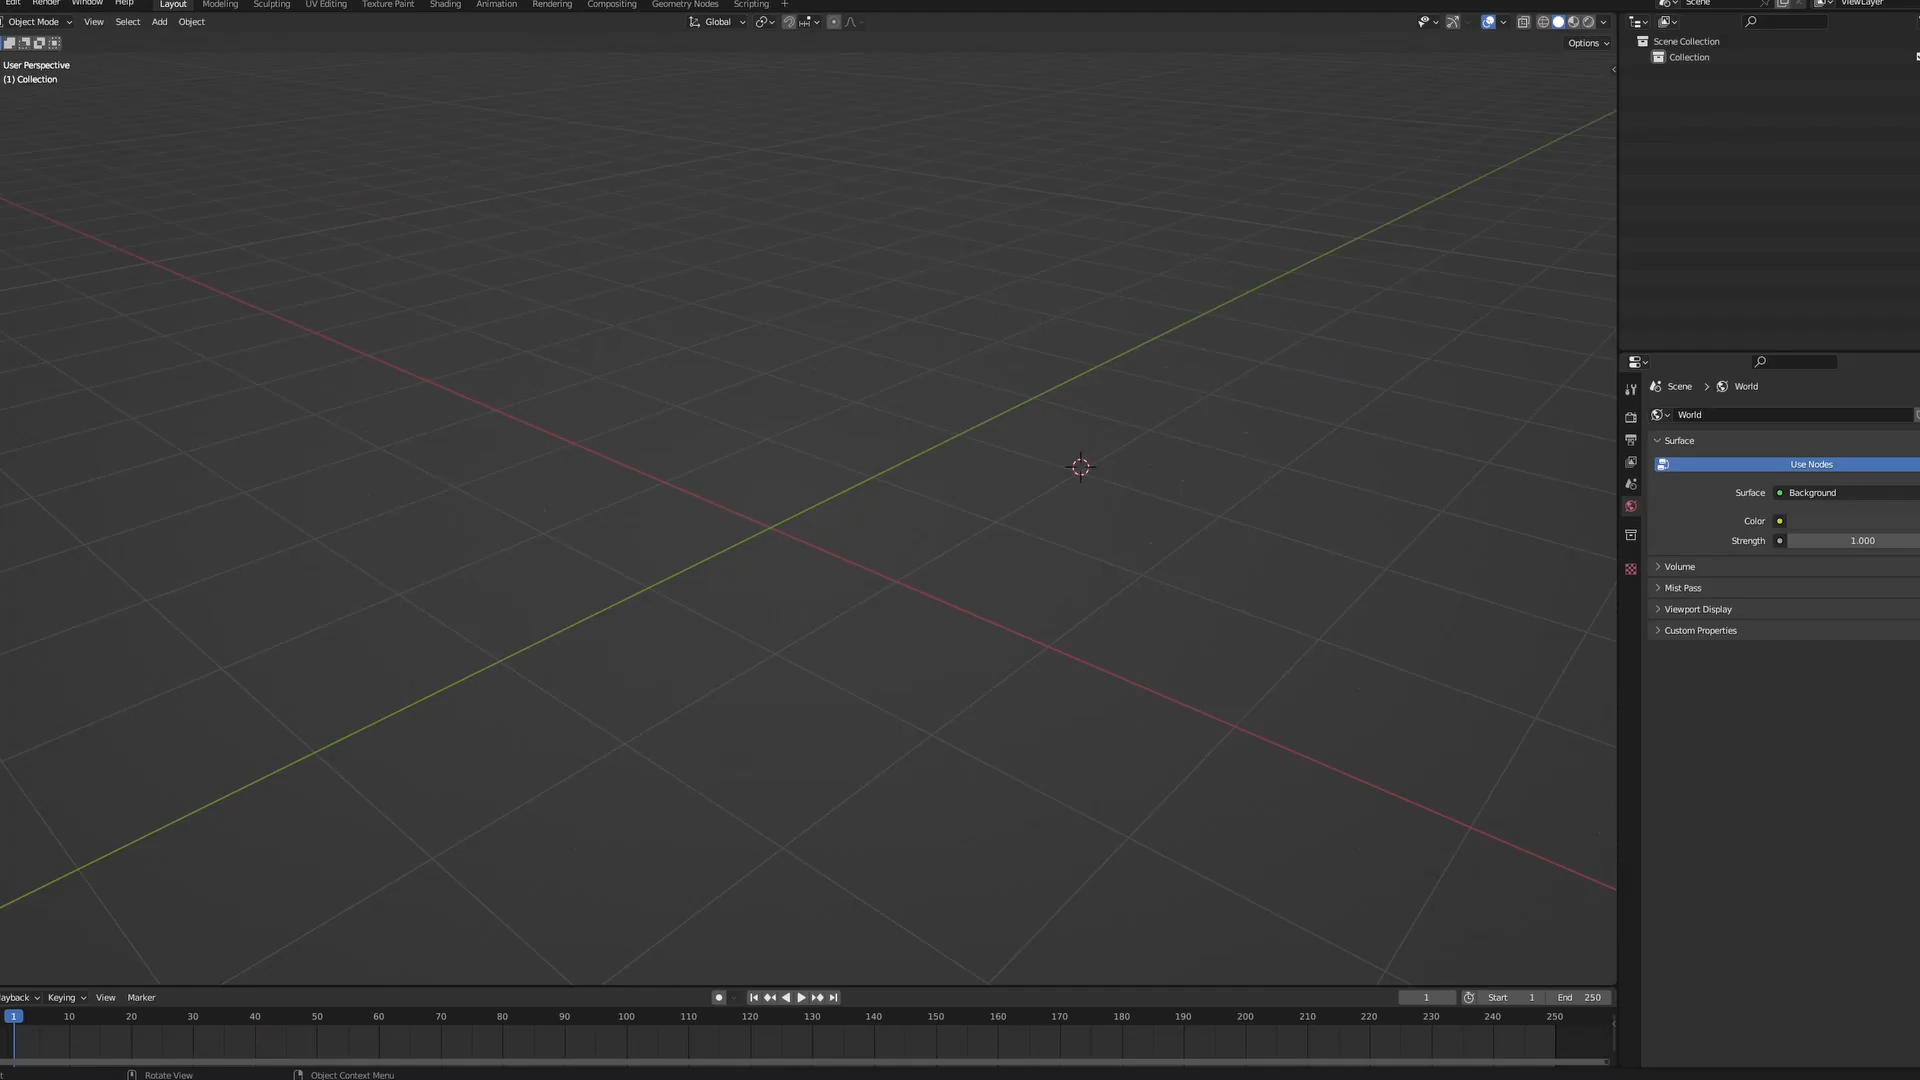 Edit Render Window Help Layout Modeling Sculpting UV Editing Texture Paint Shading Animation Rendering Compositing Geometry Nodes Scripting + Scene ViewLayer
Object Mode View Select Add Object Global
Options
User Perspective
(1) Collection
Scene Collection
Collection
Scene > World
World
Surface
Use Nodes
Surface Background
Color
Strength 1.000
Volume
Mist Pass
Viewport Display
Custom Properties
layback Keying View Marker 1 Start 1 End 250
1 10 20 30 40 50 60 70 80 90 100 110 120 130 140 150 160 170 180 190 200 210 220 230 240 250
t Rotate View Object Context Menu